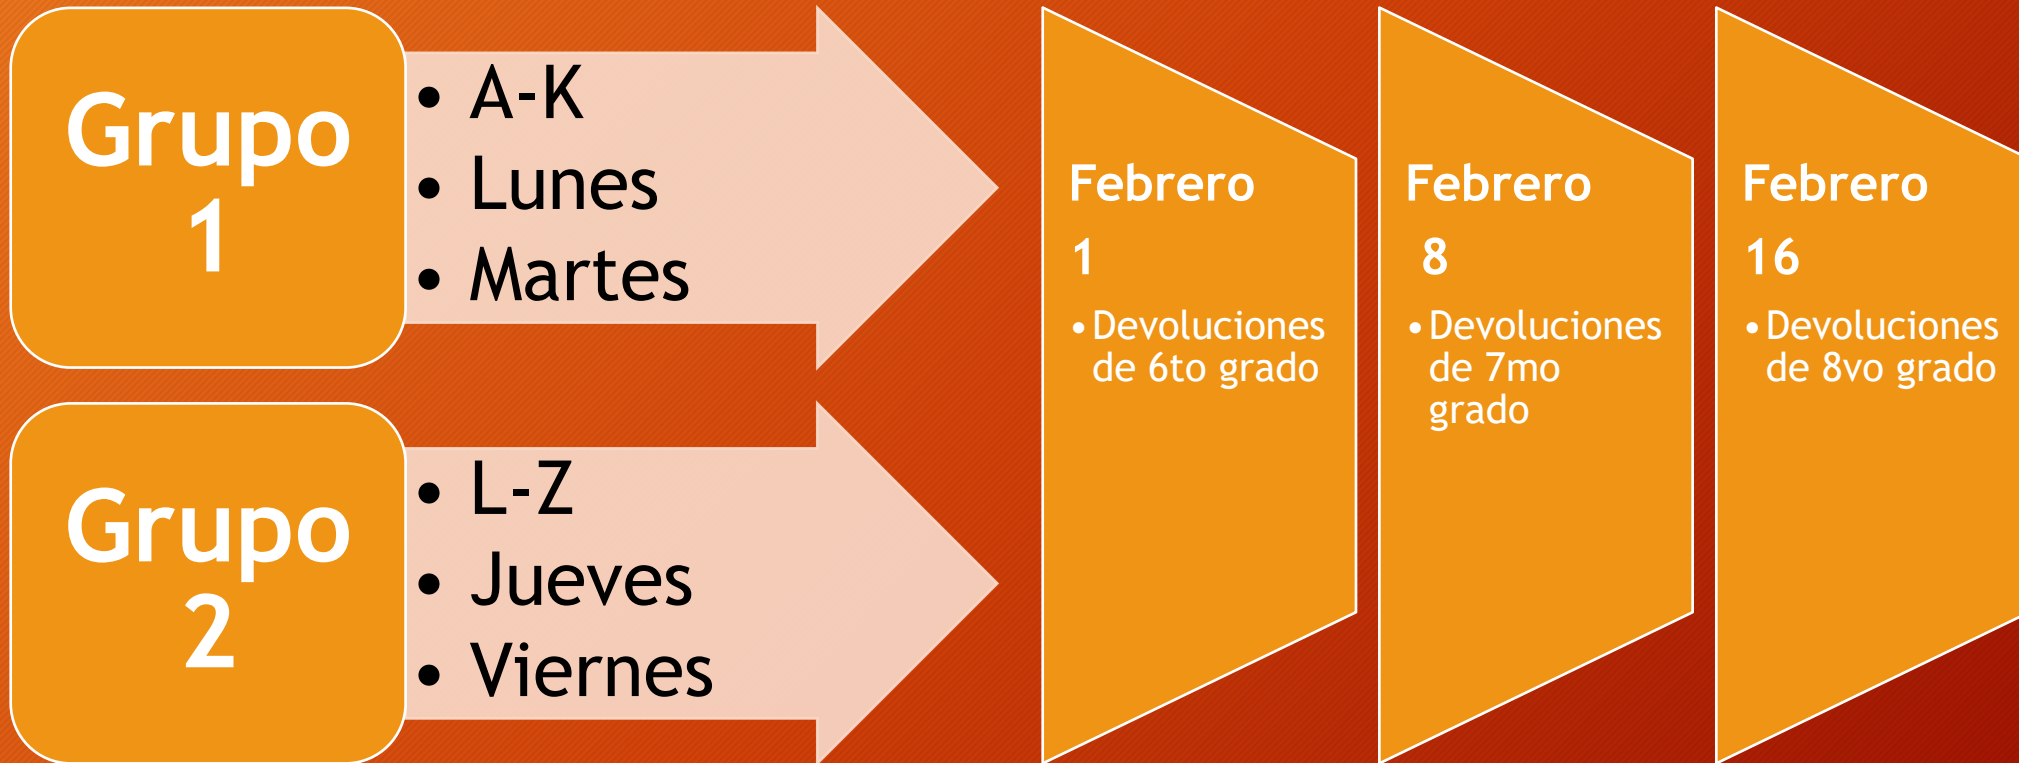 Grupo
1
• A-K
• Lunes
• Martes
Grupo
2
• L-Z
• Jueves
• Viernes
Febrero
1
• Devoluciones
de 6to grado
Febrero
8
• Devoluciones
de 7mo
grado
Febrero
16
• Devoluciones
de 8vo grado